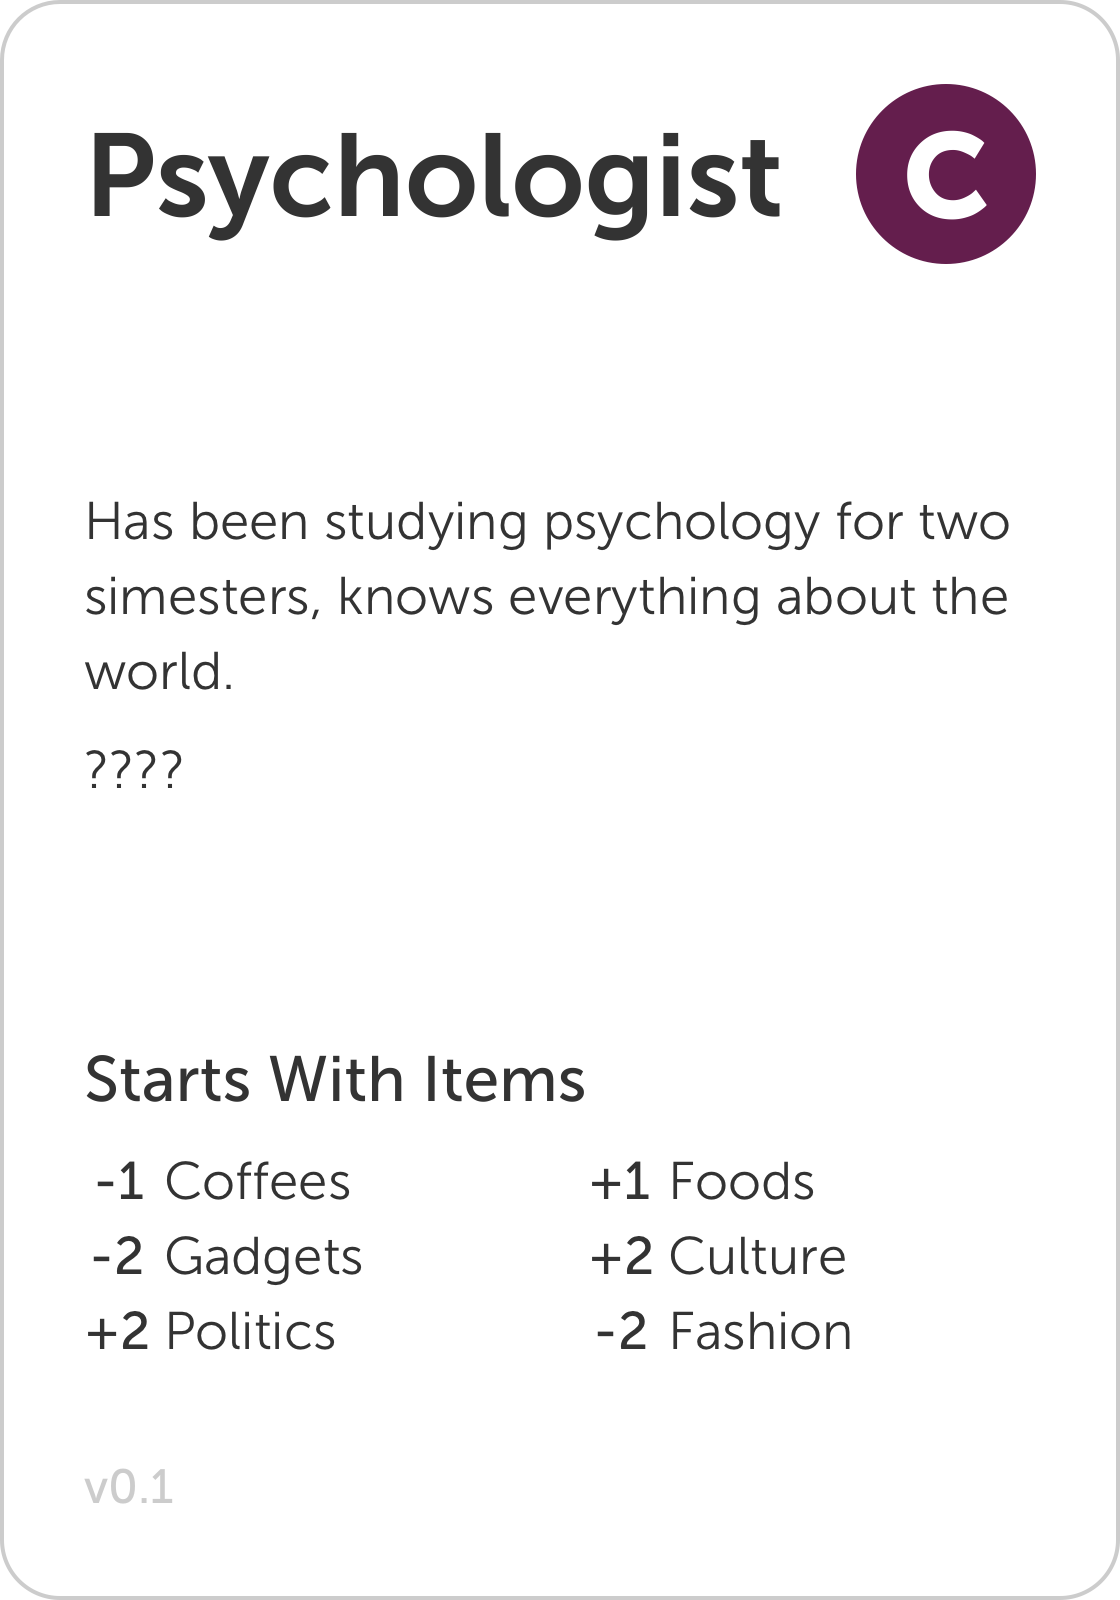 Psychologist C
Has been studying psychology for two
simesters, knows everything about the
world.
????
Starts With Items
-1 Coffees +1 Foods
-2 Gadgets +2 Culture
+2 Politics -2 Fashion
v0.1